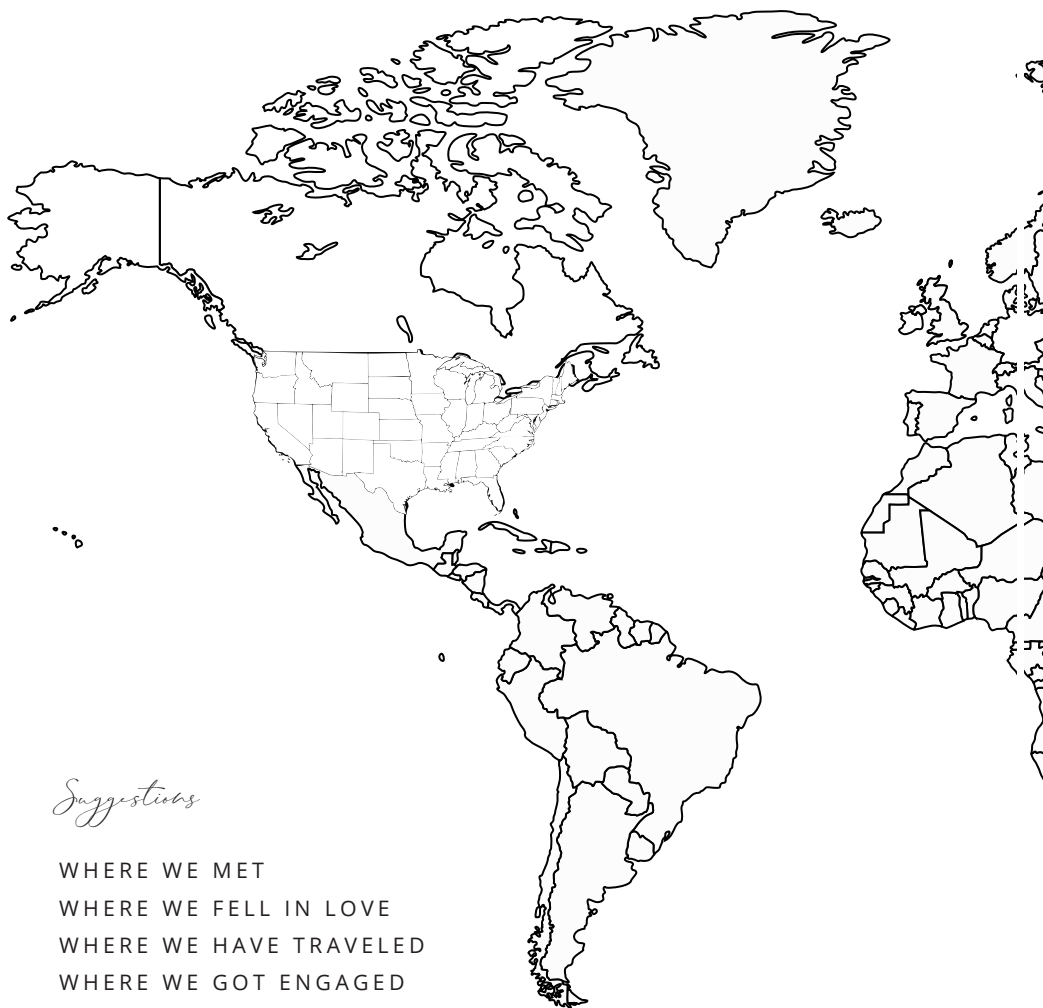 Suggestions
WHERE WE MET
WHERE WE FELL IN LOVE
WHERE WE HAVE TRAVELED
WHERE WE GOT ENGAGED